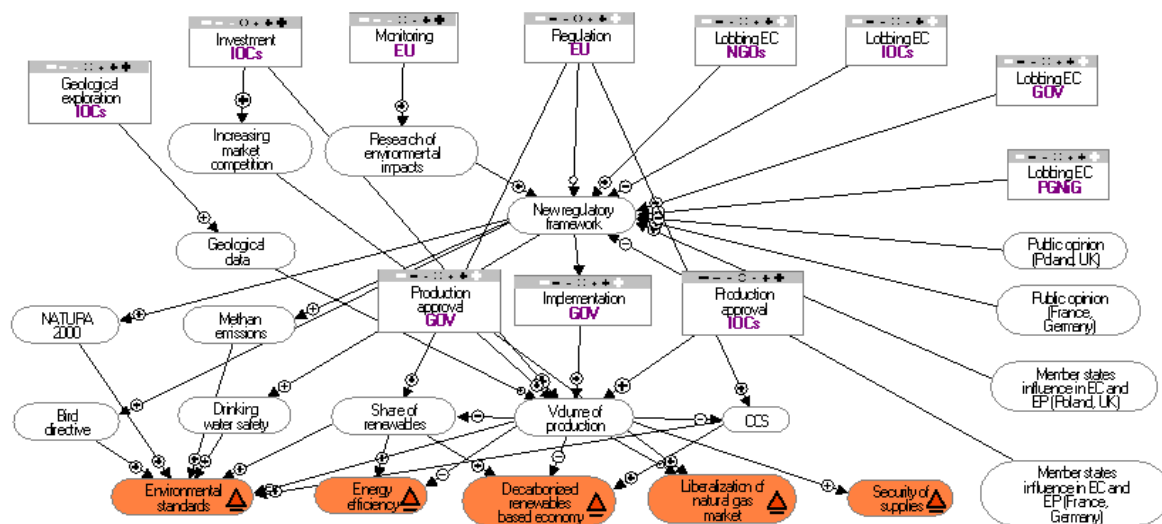 Investment
IOCs
Monitoring
EU
Regulation
EU
Lobbing EC
NGOs
Lobbing EC
IOCs
Geological
exploration
IOCs
Lobbing EC
GOV
Increasing
market
competition
Research of
envirormental
impacts
Lobbing EC
PGNiG
New regulatory
framework
Geological
data
Public opinion
(Poland, UK)
Production
approval
GOV
Implementation
GOV
Production
approval
IOCs
Public opinion
(France,
Germany)
NATURA
2000
Methan
emissions
Member states
influence in EC and
EP (Poland, UK)
Bird
directive
Drinking
water safety
Share of
renewables
Volume of
production
CCS
Member states
influence in EC and
EP (France,
Germany)
Environmental
standards
Energy
efficiency
Decarbonized
renewables
based economy
Liberalization of
natural gas
market
Security of
supplies